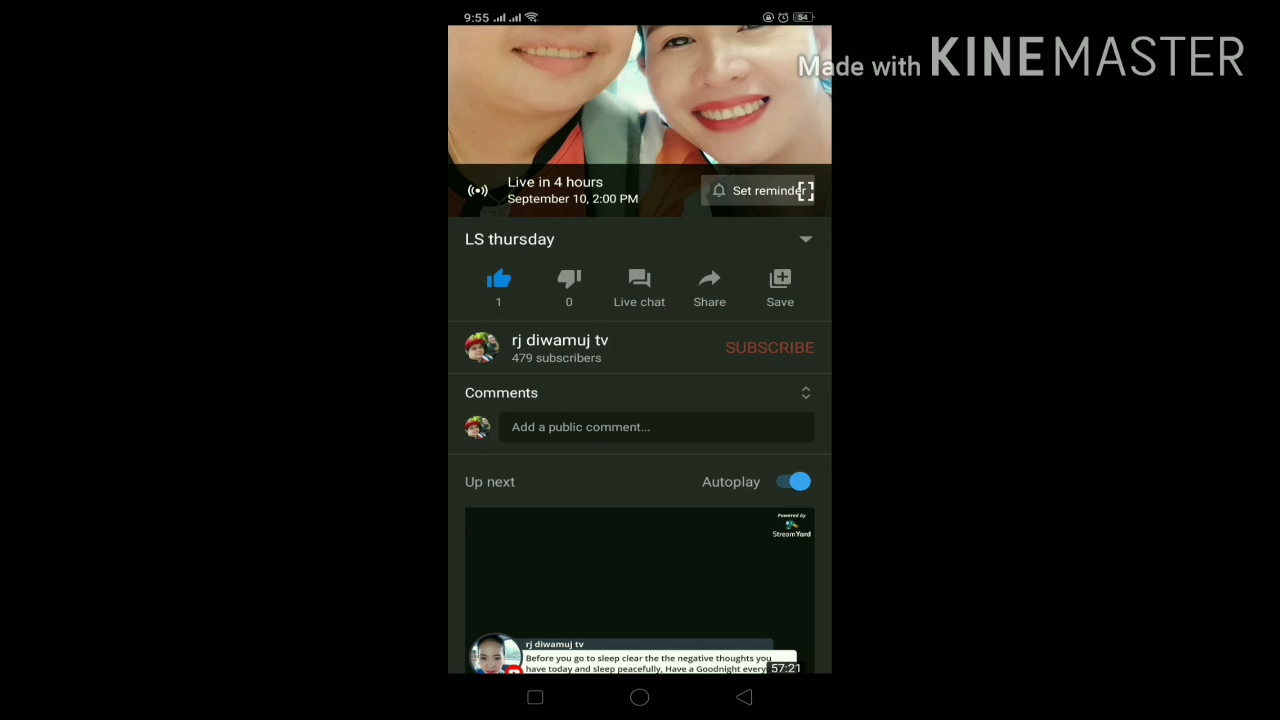 9:55
54
Made with KINEMASTER
Live in 4 hours
September 10, 2:00 PM
Set reminder
LS thursday
1
0
Live chat
Share
Save
rj diwamuj tv
479 subscribers
SUBSCRIBE
Comments
Add a public comment...
Up next
Autoplay
Powered by
StreamYard
rj diwamuj tv
Before you go to sleep clear the the negative thoughts you
have today and sleep peacefully, Have a Goodnight every
57:21